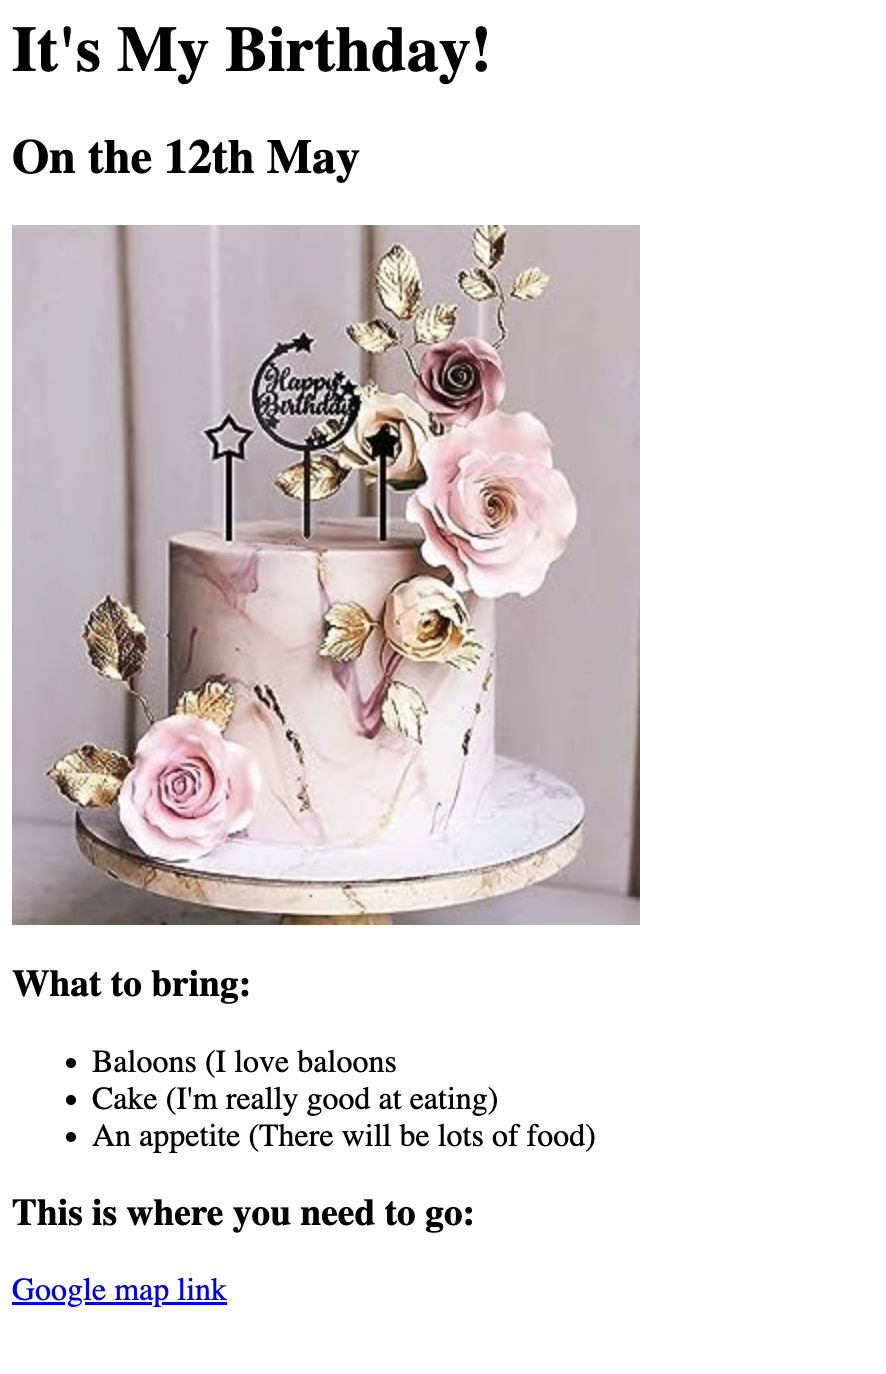 It's My Birthday!
On the 12th May
Happy
Birthday
What to bring:
Baloons (I love baloons
Cake (I'm really good at eating)
An appetite (There will be lots of food)
This is where you need to go:
Google map link